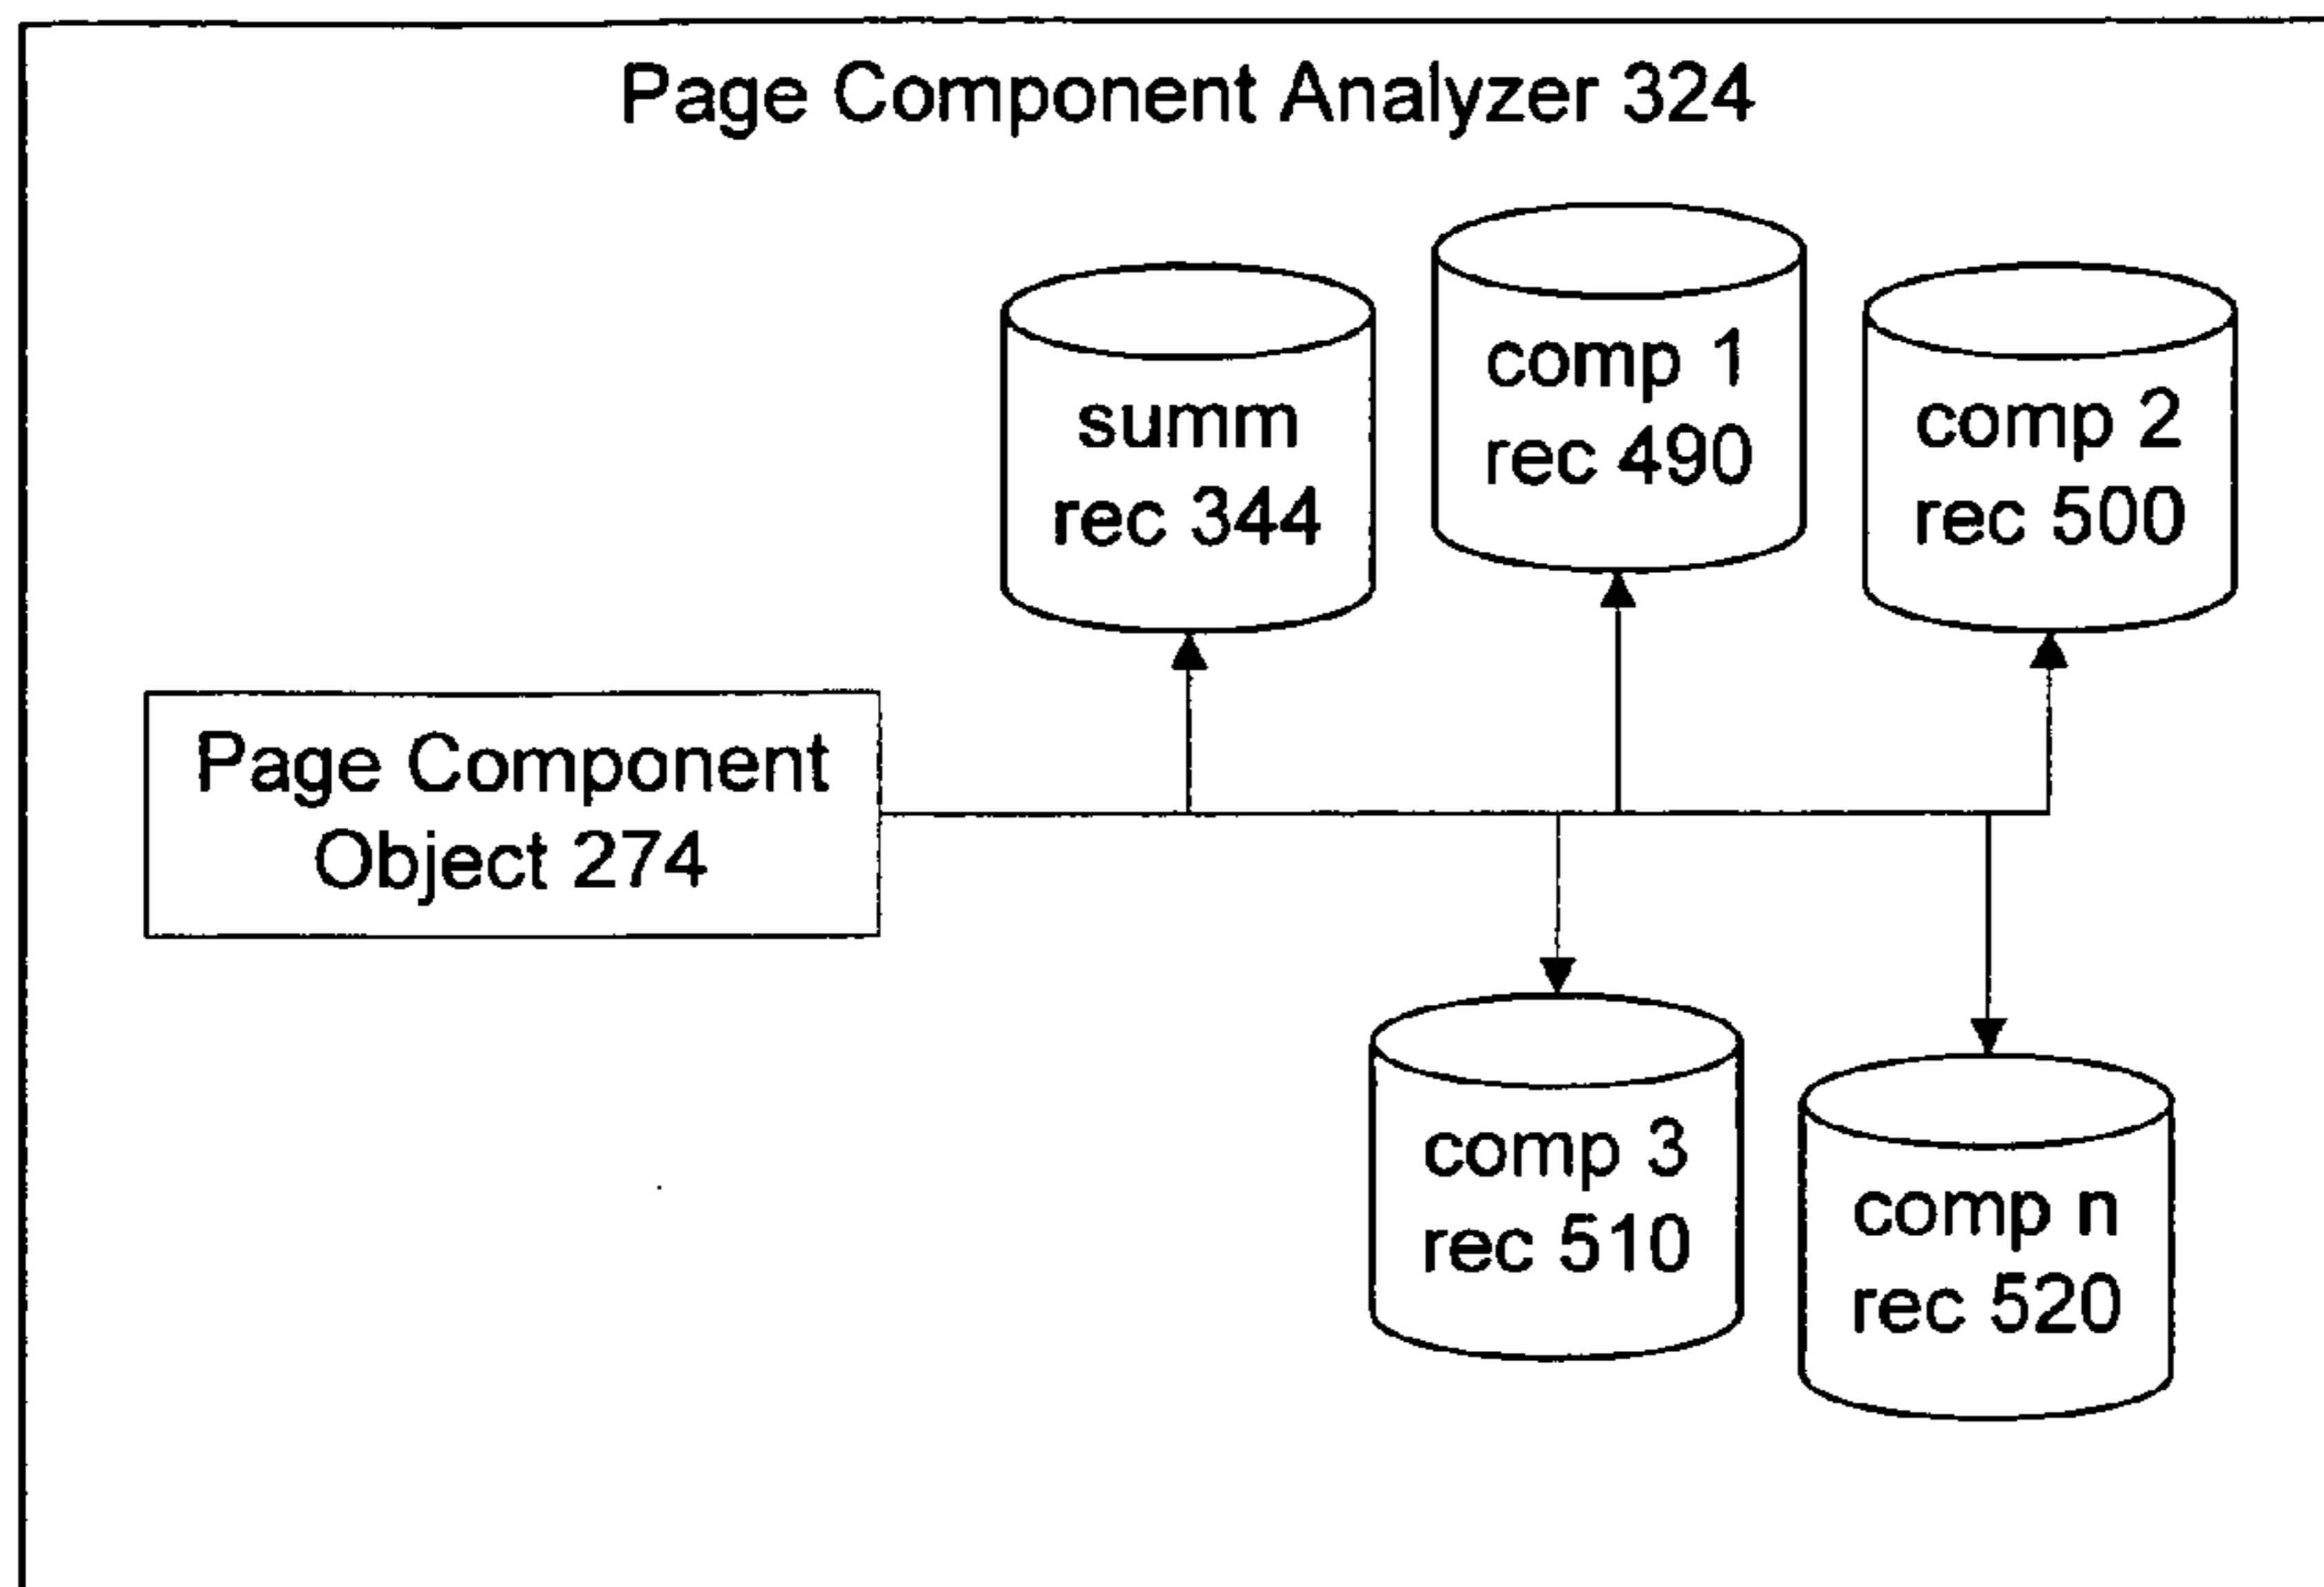 Page Component Analyzer 324
summ
rec 344
comp 1
rec 490
comp 2
rec 500
Page Component
Object 274
comp 3
rec 510
comp n
rec 520